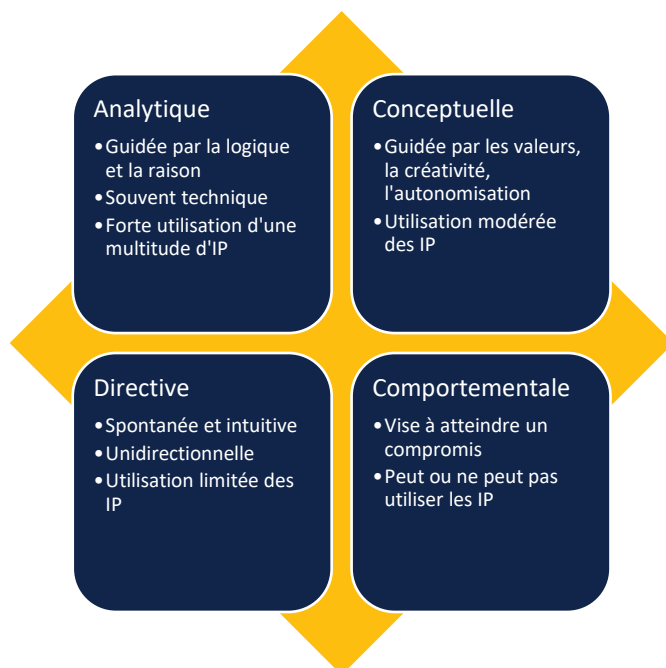 Analytique
•Guidée par la logique
et la raison
•Souvent technique
•Forte utilisation d'une
multitude d'IP
Conceptuelle
•Guidée par les valeurs,
la créativité,
l'autonomisation
•Utilisation modérée
des IP
Directive
•Spontanée et intuitive
•Unidirectionnelle
•Utilisation limitée des
IP
Comportementale
•Vise à atteindre un
compromis
•Peut ou ne peut pas
utiliser les IP